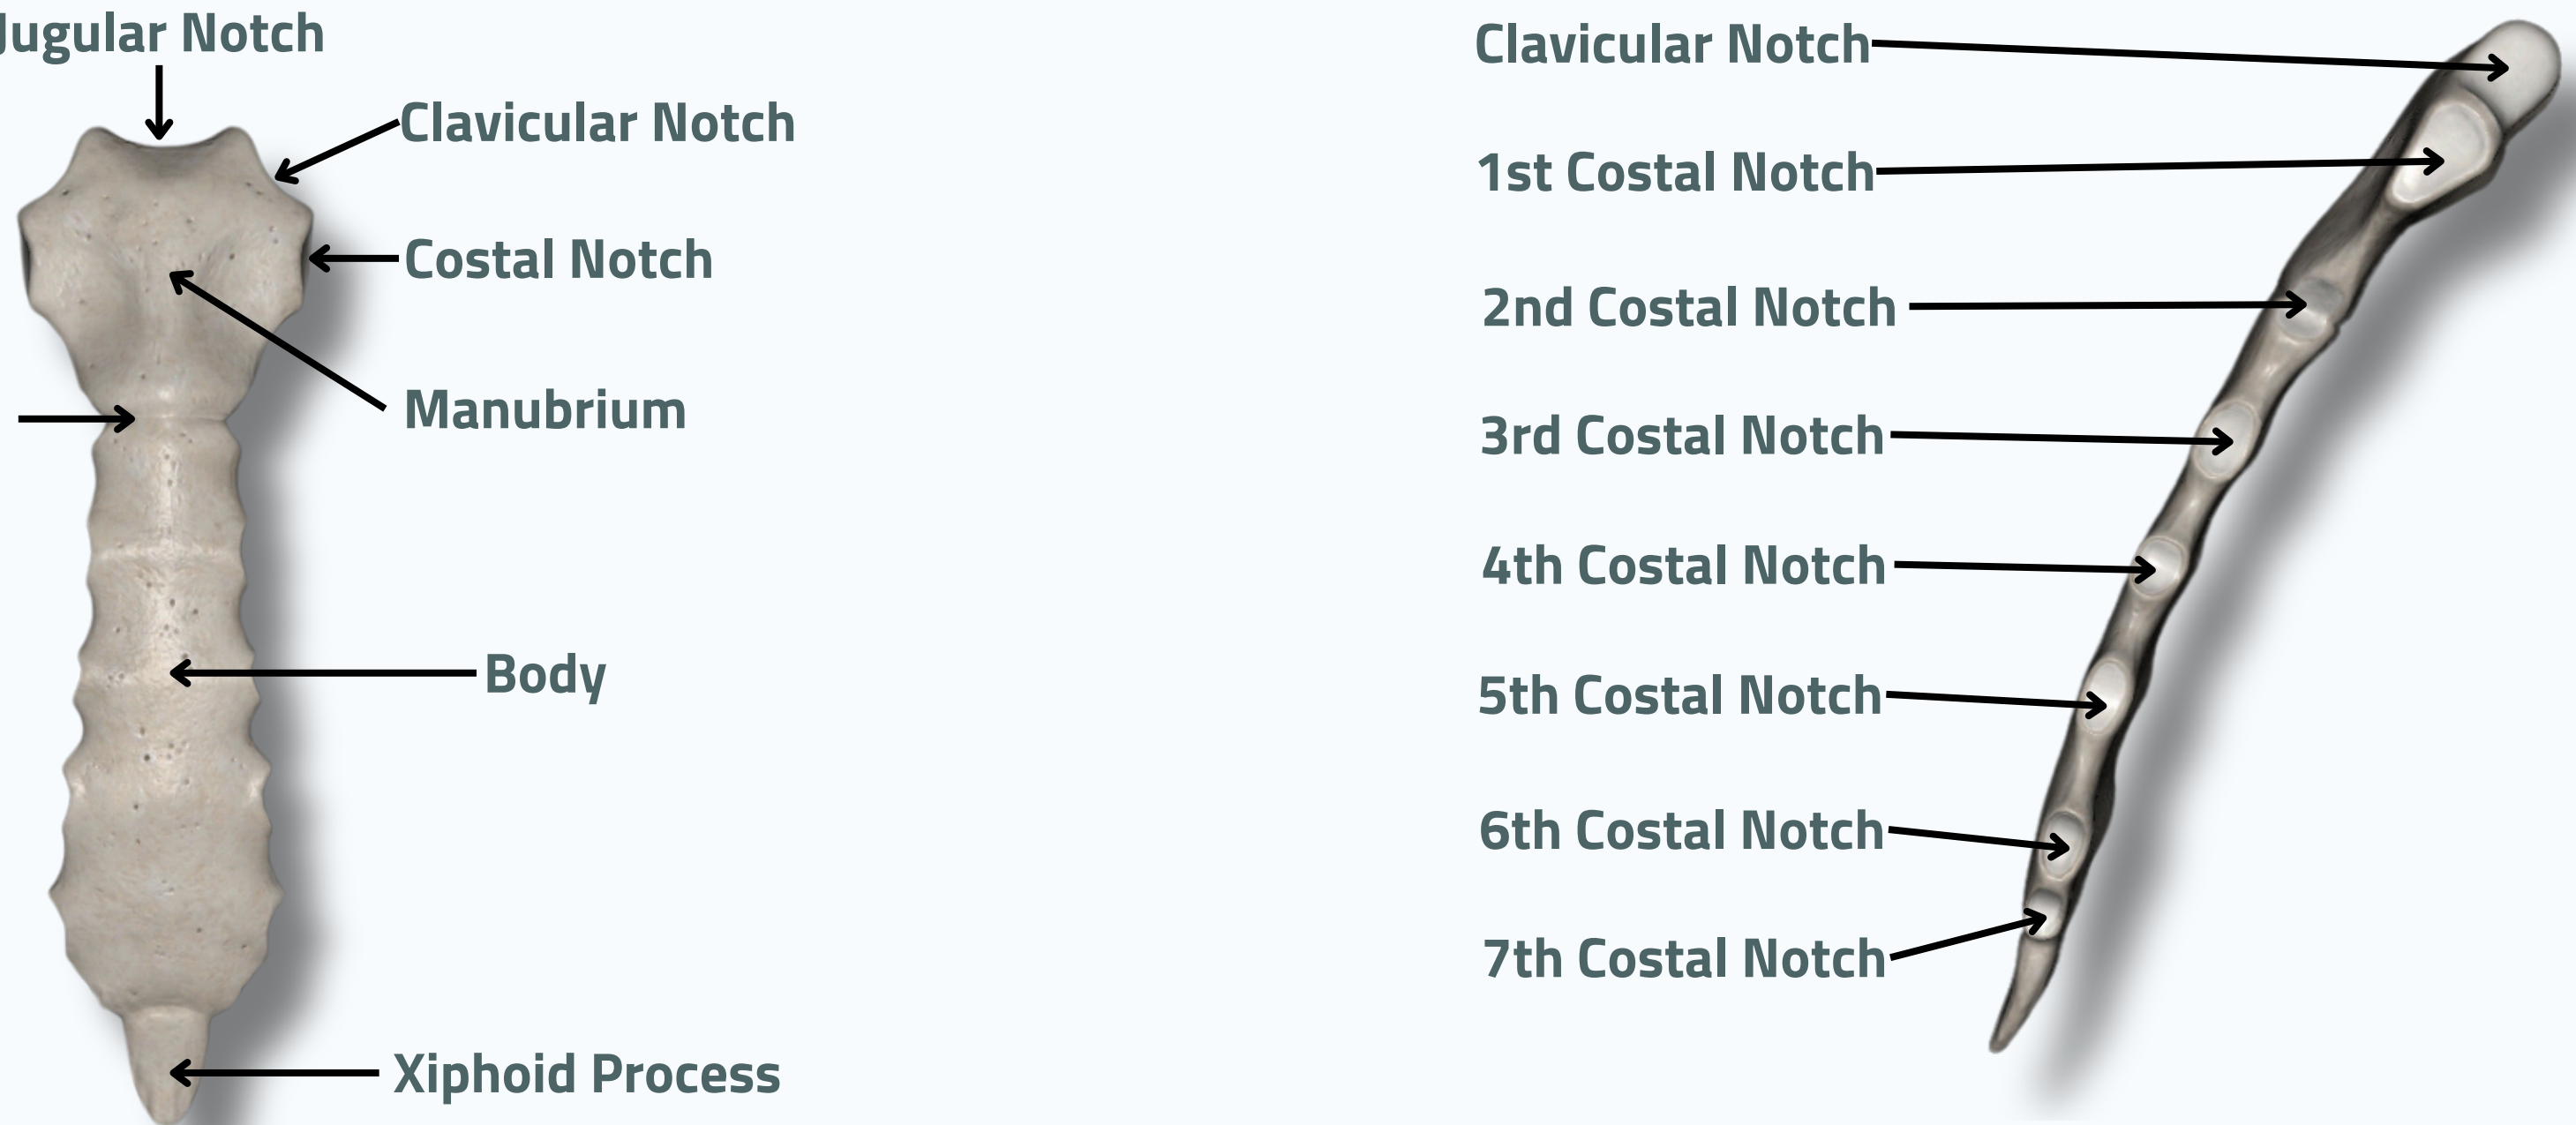 Jugular Notch
Clavicular Notch
Costal Notch
Manubrium
Body
Xiphoid Process
Clavicular Notch
1st Costal Notch
2nd Costal Notch
3rd Costal Notch
4th Costal Notch
5th Costal Notch
6th Costal Notch
7th Costal Notch